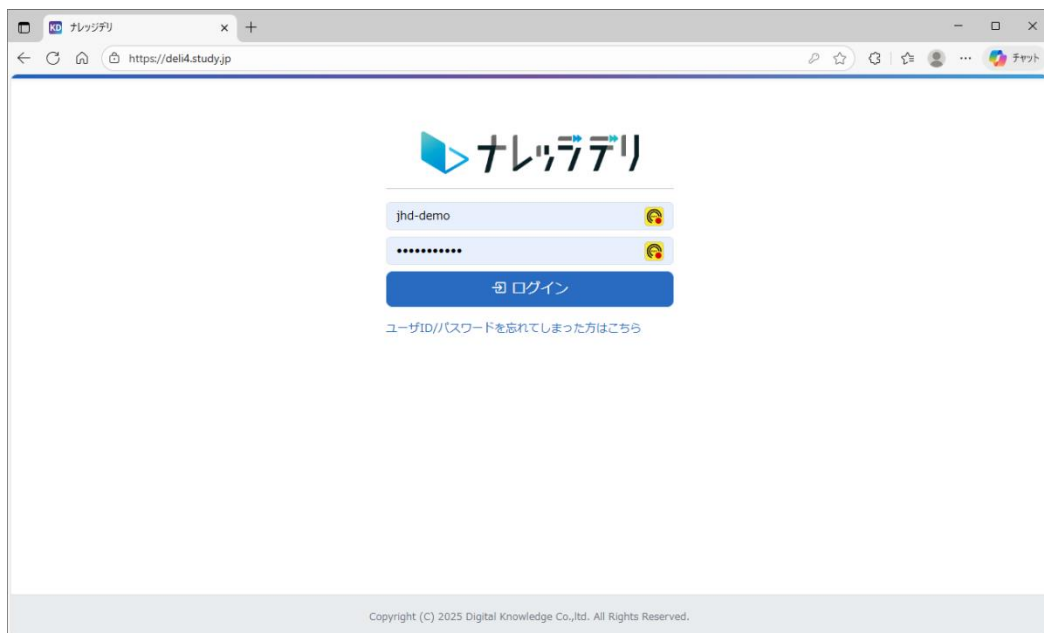 KD ナレッジデリ
https://deli4.study.jp
チャット
ナレッジデリ
jhd-demo
•••••••••••
ログイン
ユーザID/パスワードを忘れてしまった方はこちら
Copyright (C) 2025 Digital Knowledge Co.,ltd. All Rights Reserved.